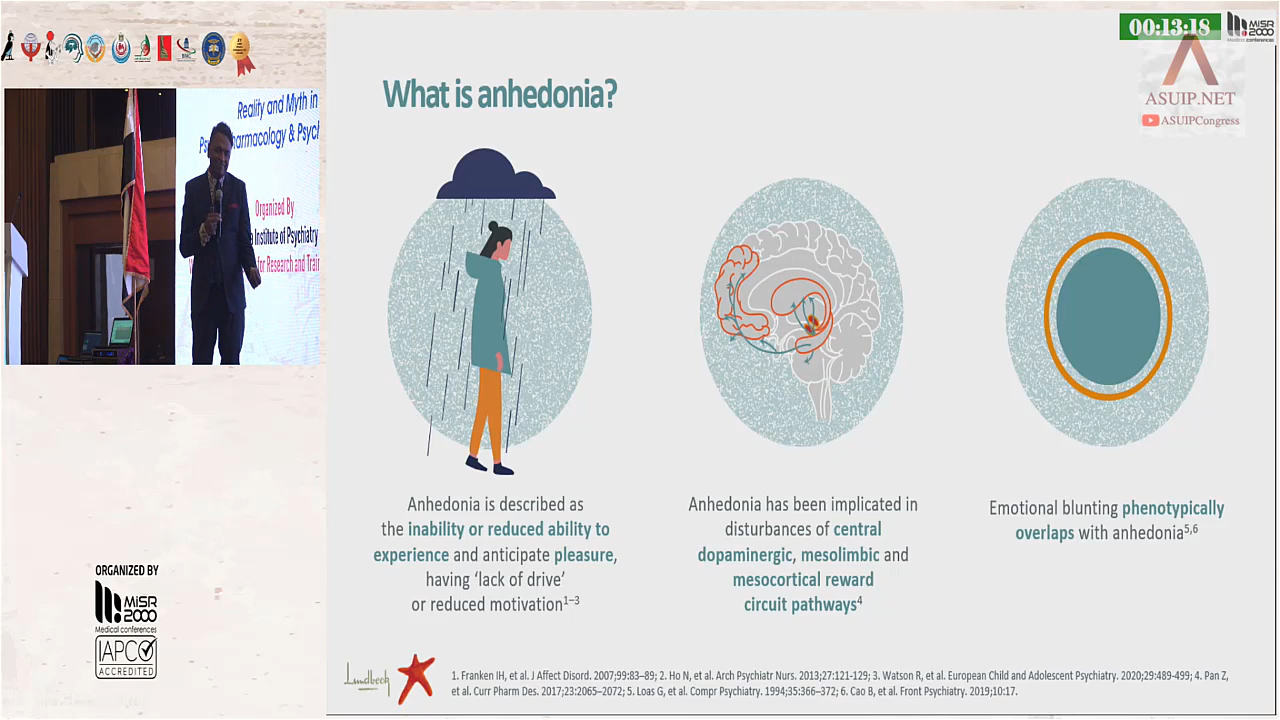 00:13:18
MiSR
2000
Medical conferences
ASUIP.NET
ASUIPCongress
Reality and Myth in
Organized By
Institute of Psychiatry
for Research and
What is anhedonia?
Anhedonia is described as
the inability or reduced ability to
experience and anticipate pleasure,
having ‘lack of drive’
or reduced motivation1–3
Anhedonia has been implicated in
disturbances of central
dopaminergic, mesolimbic and
mesocortical reward
circuit pathways4
Emotional blunting phenotypically
overlaps with anhedonia5,6
ORGANIZED BY
MiSR
2000
Medical conferences
IAPCO
ACCREDITED
Lundbeck
1. Franken IH, et al. J Affect Disord. 2007;99:83–89; 2. Ho N, et al. Arch Psychiatr Nurs. 2013;27:121-129; 3. Watson R, et al. European Child and Adolescent Psychiatry. 2020;29:489-499; 4. Pan Z,
et al. Curr Pharm Des. 2017;23:2065–2072; 5. Loas G, et al. Compr Psychiatry. 1994;35:366–372; 6. Cao B, et al. Front Psychiatry. 2019;10:17.